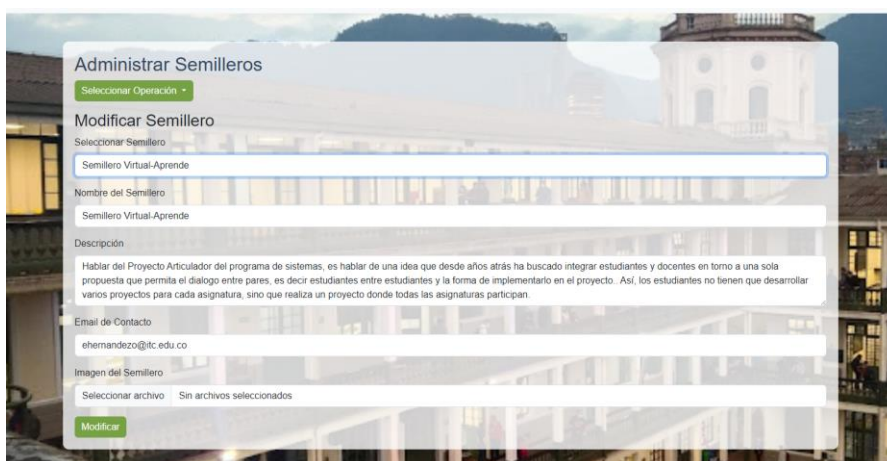 Administrar Semilleros
Seleccionar Operación
Modificar Semillero
Seleccionar Semillero
Semillero Virtual-Aprende
Nombre del Semillero
Semillero Virtual-Aprende
Descripción
Hablar del Proyecto Articulador del programa de sistemas, es hablar de una idea que desde años atrás ha buscado integrar estudiantes y docentes en torno a una sola
propuesta que permita el dialogo entre pares, es decir estudiantes entre estudiantes y la forma de implementarlo en el proyecto.. Así, los estudiantes no tienen que desarrollar
varios proyectos para cada asignatura, sino que realiza un proyecto donde todas las asignaturas participan.
Email de Contacto
ehernandezo@itc.edu.co
Imagen del Semillero
Seleccionar archivo Sin archivos seleccionados
Modificar